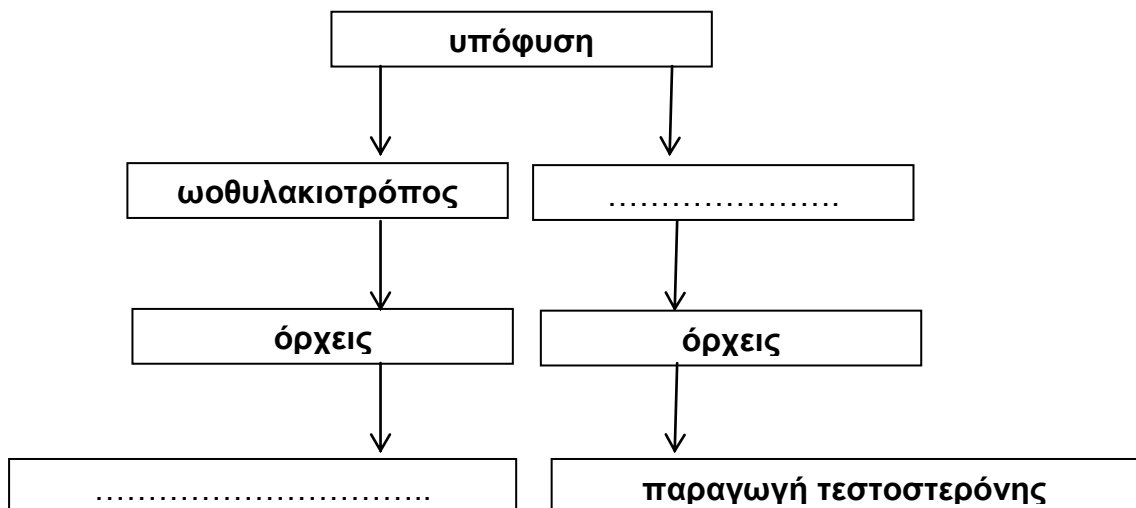 υπόφυση
ωοθυλακιοτρόπος
…………………
όρχεις
όρχεις
…………………………..
παραγωγή τεστοστερόνης